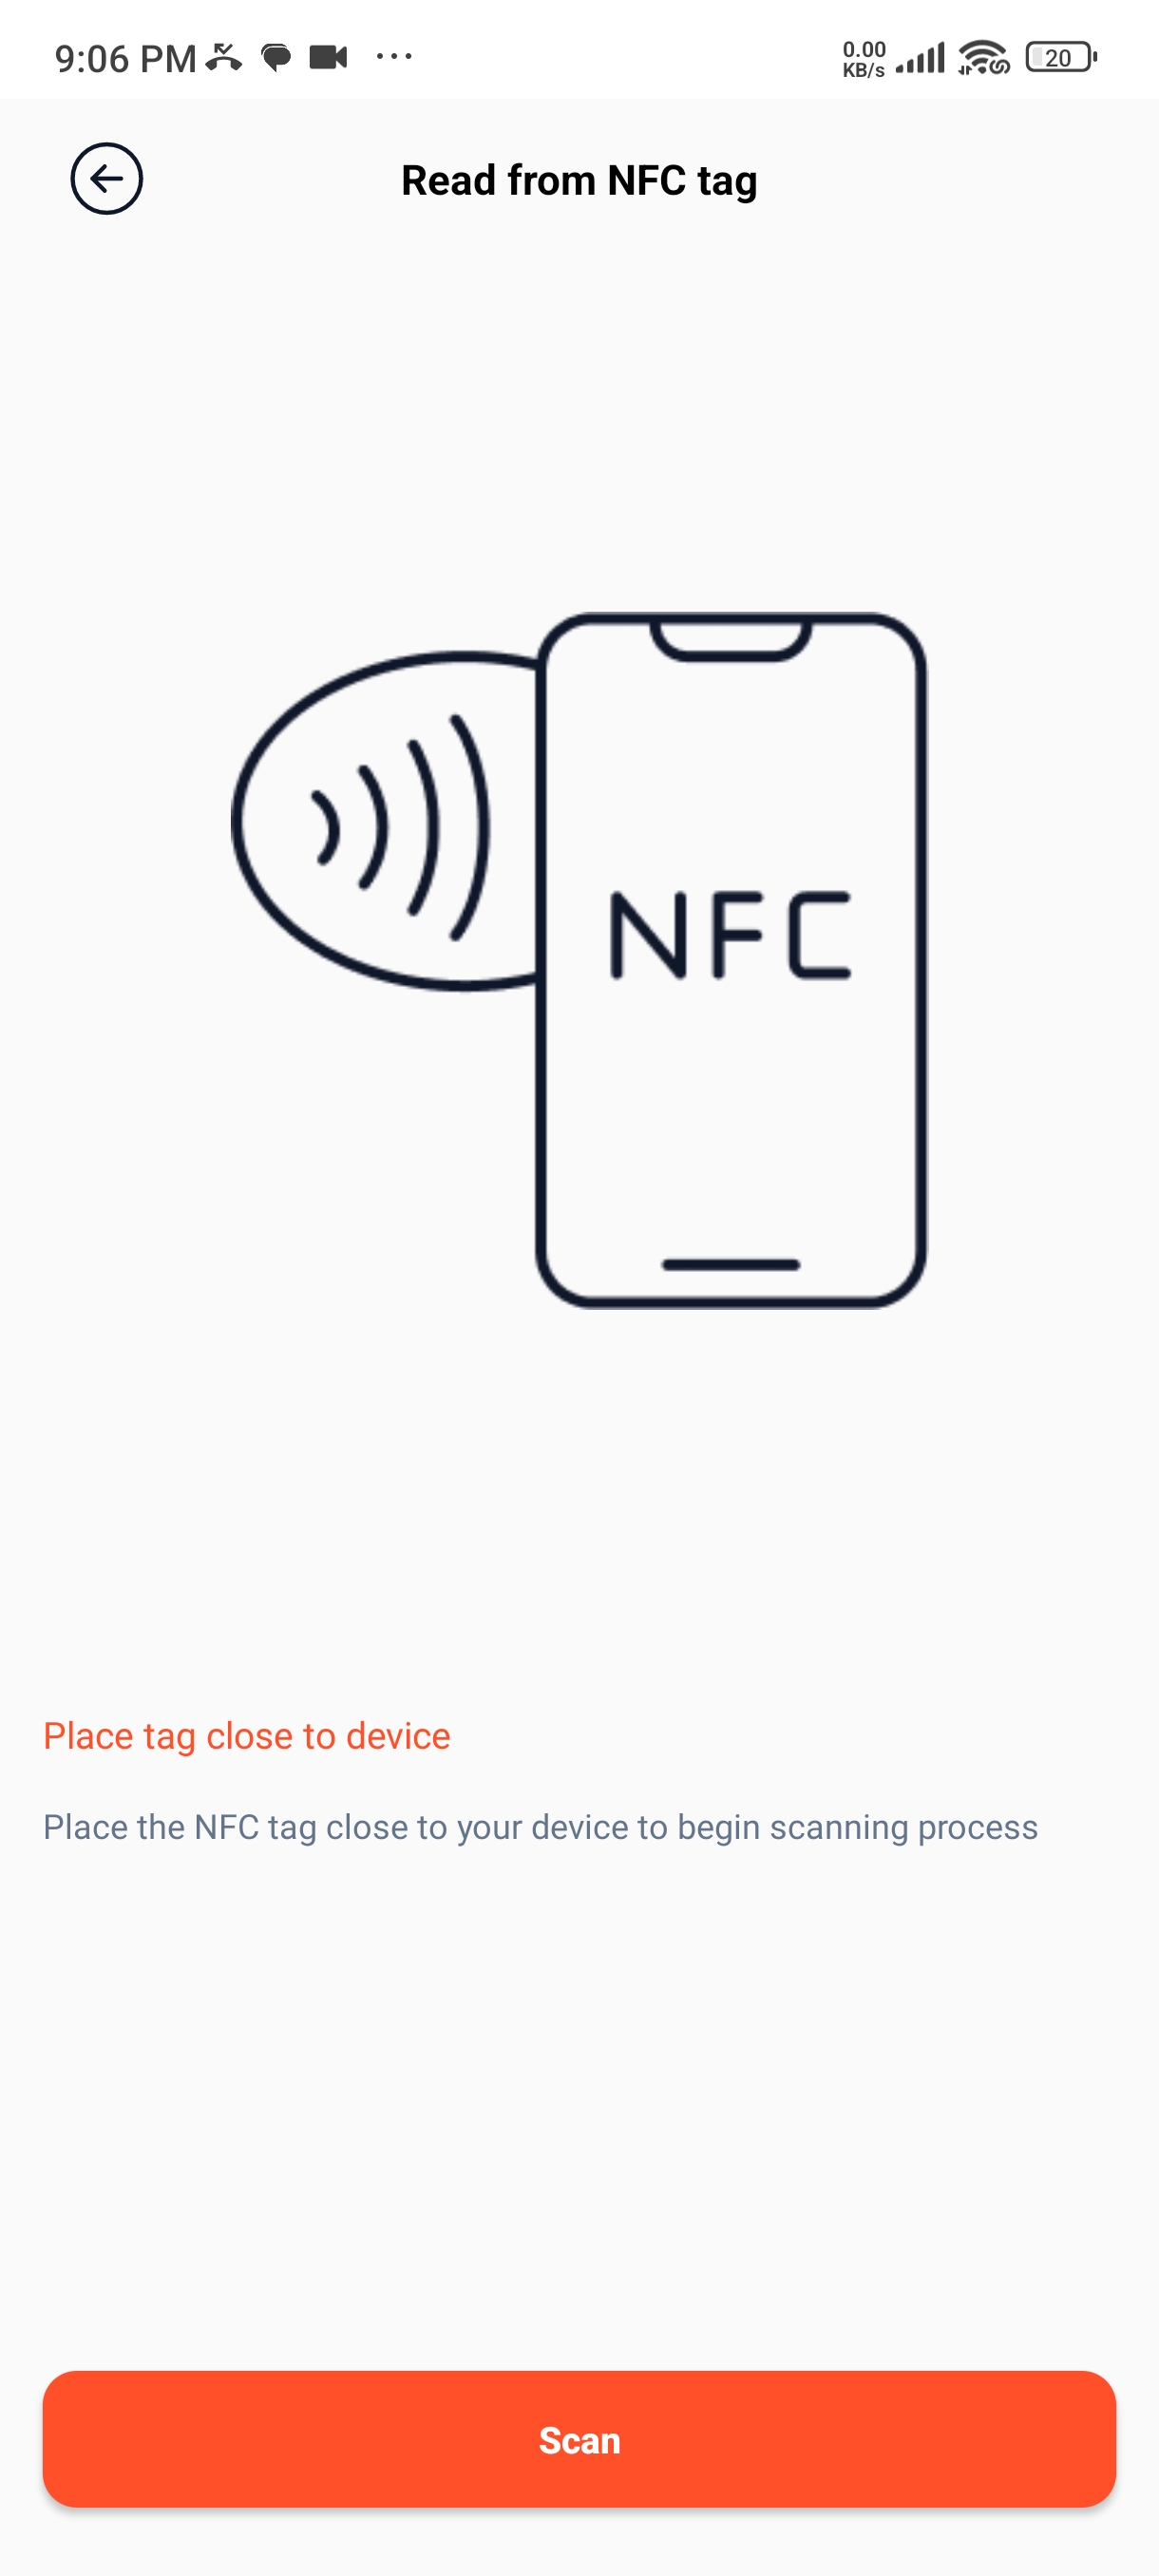 9:06 PM
0.00
KB/s
20
Read from NFC tag
NFC
Place tag close to device
Place the NFC tag close to your device to begin scanning process
Scan